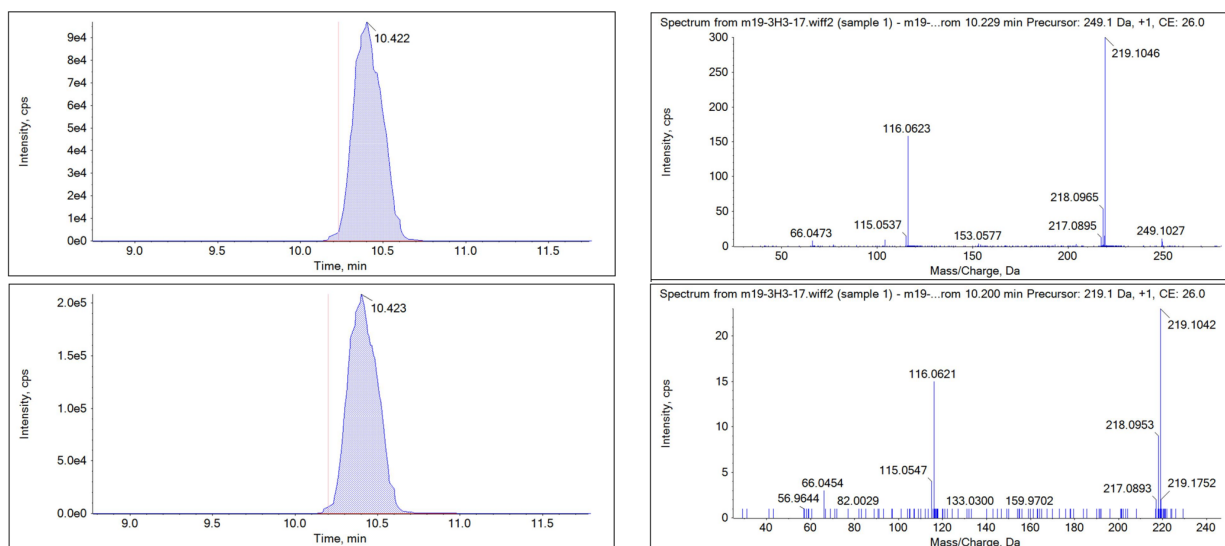 10.422
9e4
8e4
7e4
6e4
5e4
4e4
3e4
2e4
1e4
0e0
Intensity, cps
9.0 9.5 10.0 10.5 11.0 11.5
Time, min
Spectrum from m19-3H3-17.wiff2 (sample 1) - m19-...rom 10.229 min Precursor: 249.1 Da, +1, CE: 26.0
300
250
200
150
100
50
0
Intensity, cps
219.1046
116.0623
218.0965
115.0537
217.0895
66.0473
153.0577
249.1027
50 100 150 200 250
Mass/Charge, Da
10.423
2.0e5
1.5e5
1.0e5
5.0e4
0.0e0
Intensity, cps
9.0 9.5 10.0 10.5 11.0 11.5
Time, min
Spectrum from m19-3H3-17.wiff2 (sample 1) - m19-...rom 10.200 min Precursor: 219.1 Da, +1, CE: 26.0
20
15
10
5
0
Intensity, cps
219.1042
116.0621
218.0953
115.0547
66.0454
219.1752
56.9644
82.0029
133.0300
159.9702
217.0893
40 60 80 100 120 140 160 180 200 220 240
Mass/Charge, Da